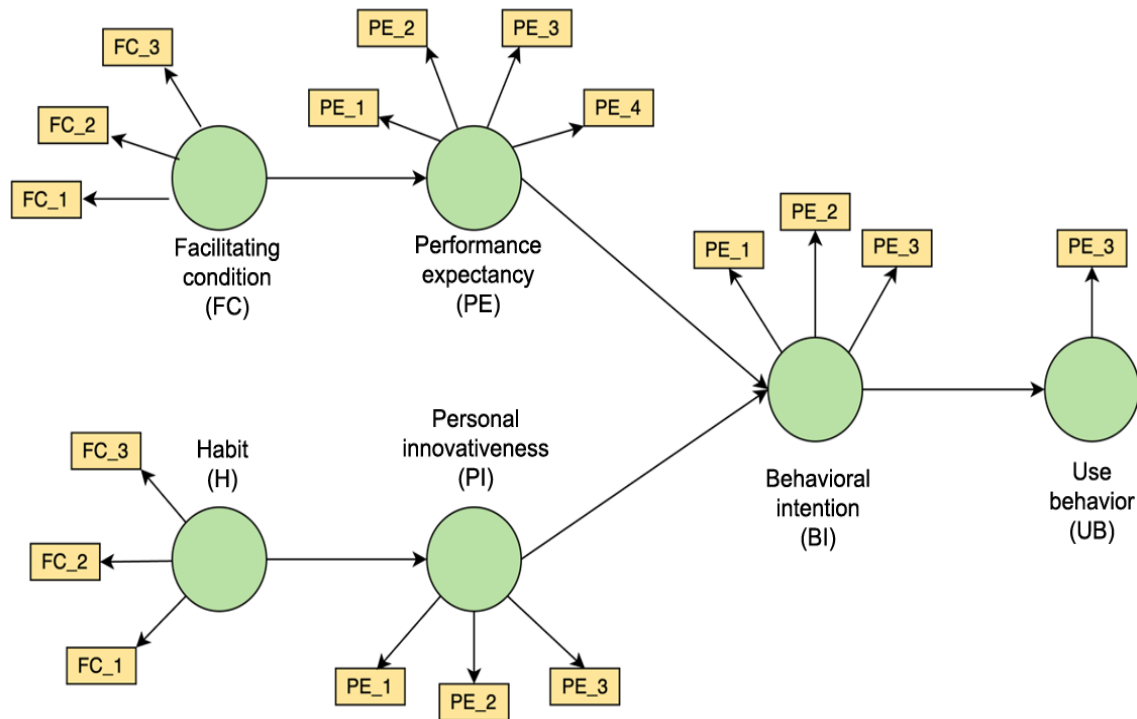 PE_2
PE_3
FC_3
PE_1
PE_4
FC_2
FC_1
Facilitating
condition
(FC)
Performance
expectancy
(PE)
PE_1
PE_2
PE_3
PE_3
Habit
(H)
Personal
innovativeness
(PI)
FC_3
FC_2
FC_1
PE_1
PE_2
PE_3
Behavioral
intention
(BI)
Use
behavior
(UB)